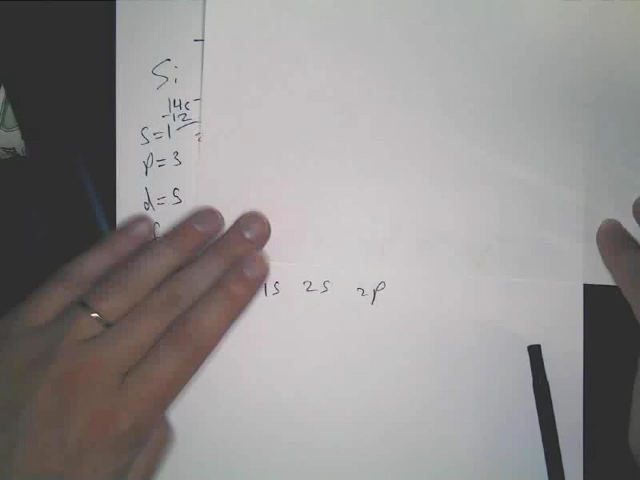 Si
14e-
12
s=1
p=3
d=5
1s 2s 2p